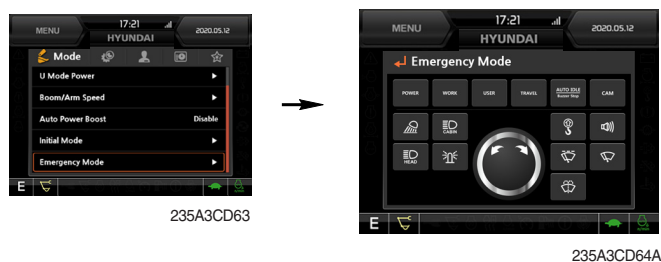 MENU
17:21
2020.05.12
HYUNDAI
Mode
U Mode Power
Boom/Arm Speed
Auto Power Boost Disable
Initial Mode
Emergency Mode
E
235A3CD63
MENU
17:21
2020.05.12
HYUNDAI
Emergency Mode
POWER WORK USER TRAVEL AUTO IDLE CAM
Buzzer Stop
CABIN
HEAD
E
235A3CD64A